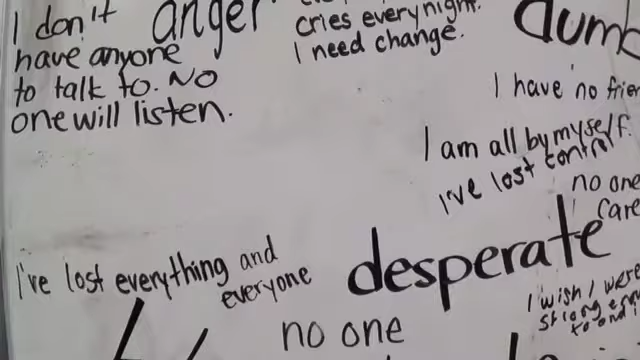 I don't
have anyone
to talk to. No
one will listen.
anger
cries every night.
I need change.
dumb
I have no
I am all by myself.
I've lost control
no one
care
I've lost everything and
everyone
desperate
I wish I were
strong
to end
no one